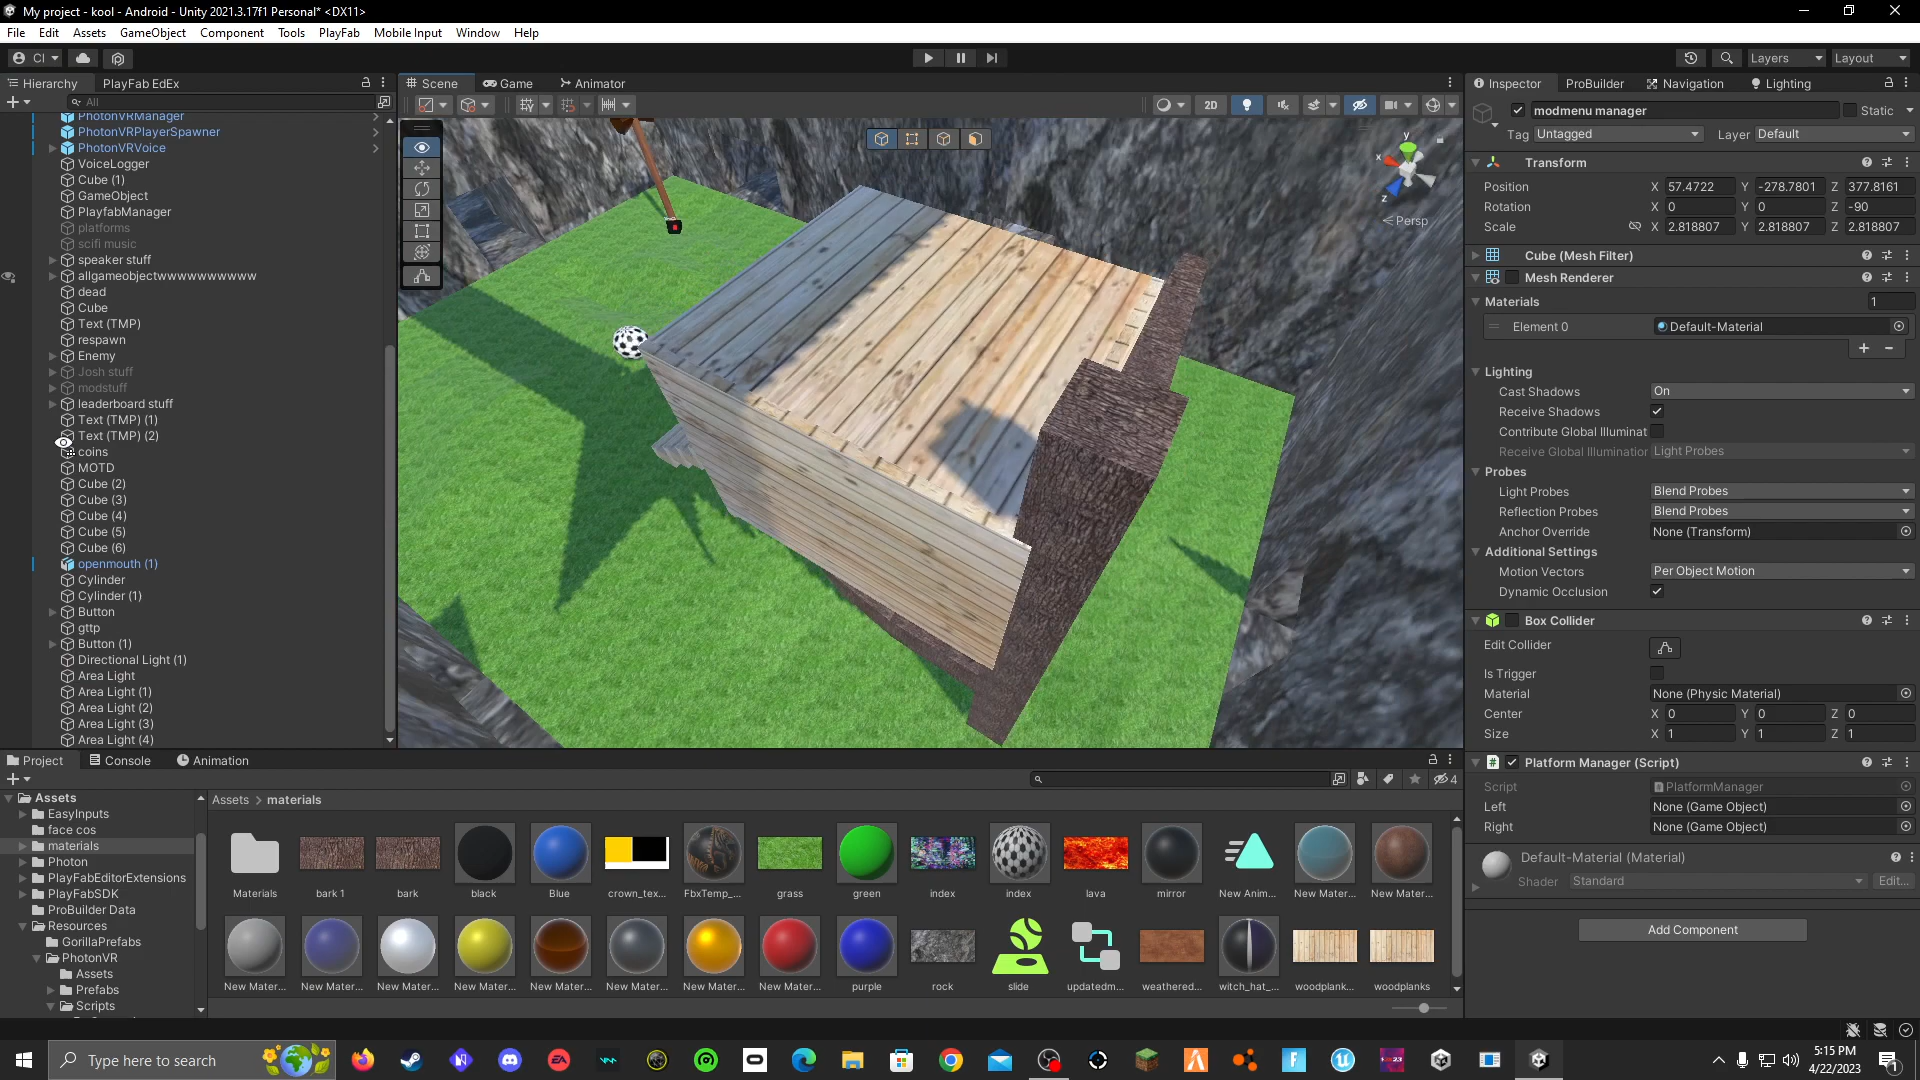 My project - kool - Android - Unity 2021.3.17f1 Personal* <DX11>
File Edit Assets GameObject Component Tools PlayFab Mobile Input Window Help
CI Layers Layout
Hierarchy PlayFab EdEx Scene Game Animator Inspector ProBuilder Navigation Lighting
All 2D
PhotonVRManager
PhotonVRPlayerSpawner
PhotonVRVoice
VoiceLogger
Cube (1)
GameObject
PlayfabManager
platforms
scifi music
speaker stuff
allgameobjectwwwwwwwwwww
dead
Cube
Text (TMP)
respawn
Enemy
Josh stuff
modstuff
leaderboard stuff
Text (TMP) (1)
Text (TMP) (2)
coins
MOTD
Cube (2)
Cube (3)
Cube (4)
Cube (5)
Cube (6)
openmouth (1)
Cylinder
Cylinder (1)
Button
gttp
Button (1)
Directional Light (1)
Area Light
Area Light (1)
Area Light (2)
Area Light (3)
Area Light (4)
y
x
z
< Persp
modmenu manager Static
Tag Untagged Layer Default
Transform
Position X 57.4722 Y -278.7801 Z 377.8161
Rotation X 0 Y 0 Z -90
Scale X 2.818807 Y 2.818807 Z 2.818807
Cube (Mesh Filter)
Mesh Renderer
Materials 1
Element 0 Default-Material
Lighting
Cast Shadows On
Receive Shadows
Contribute Global Illuminat
Receive Global Illumination Light Probes
Probes
Light Probes Blend Probes
Reflection Probes Blend Probes
Anchor Override None (Transform)
Additional Settings
Motion Vectors Per Object Motion
Dynamic Occlusion
Box Collider
Edit Collider
Is Trigger
Material None (Physic Material)
Center X 0 Y 0 Z 0
Size X 1 Y 1 Z 1
Platform Manager (Script)
Script PlatformManager
Left None (Game Object)
Right None (Game Object)
Default-Material (Material)
Shader Standard Edit...
Add Component
Project Console Animation
4
Assets
EasyInputs
face cos
materials
Photon
PlayFabEditorExtensions
PlayFabSDK
ProBuilder Data
Resources
GorillaPrefabs
PhotonVR
Assets
Prefabs
Scripts
Assets > materials
Materials bark 1 bark black Blue crown_tex... FbxTemp_... grass green index index lava mirror New Anim... New Mater... New Mater...
New Mater... New Mater... New Mater... New Mater... New Mater... New Mater... New Mater... New Mater... purple rock slide updatedm... weathered... witch_hat_... woodplank... woodplanks
Type here to search
5:15 PM
4/22/2023
1